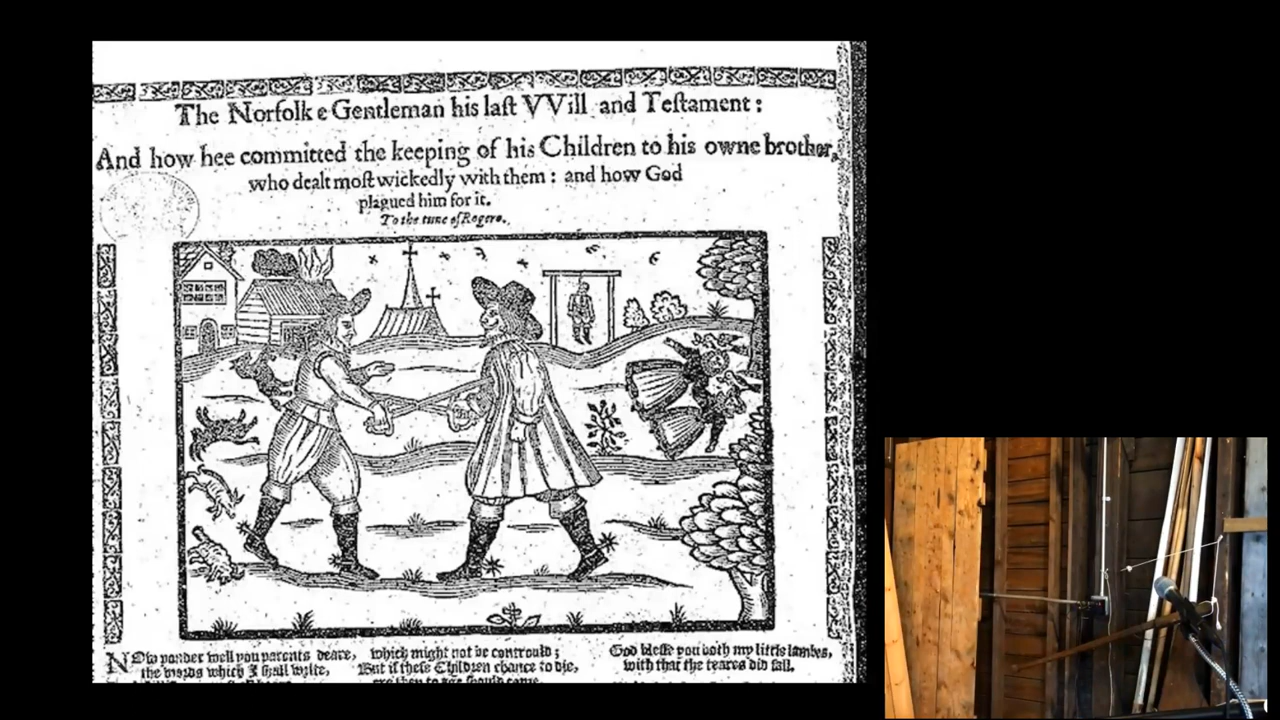 The Norfolke Gentleman his laſt VVill and Teſtament:
And how hee committed the keeping of his Children to his owne brother,
who dealt moſt wickedly with them: and how God
plagued him for it.
To the tune of Rogero.
NOw ponder well you parents deare,
the words which I ſhall write,
which might not be contrould;
But if theſe Children chance to die,
God bleſſe you both my little lambes,
with that the teares did fall.